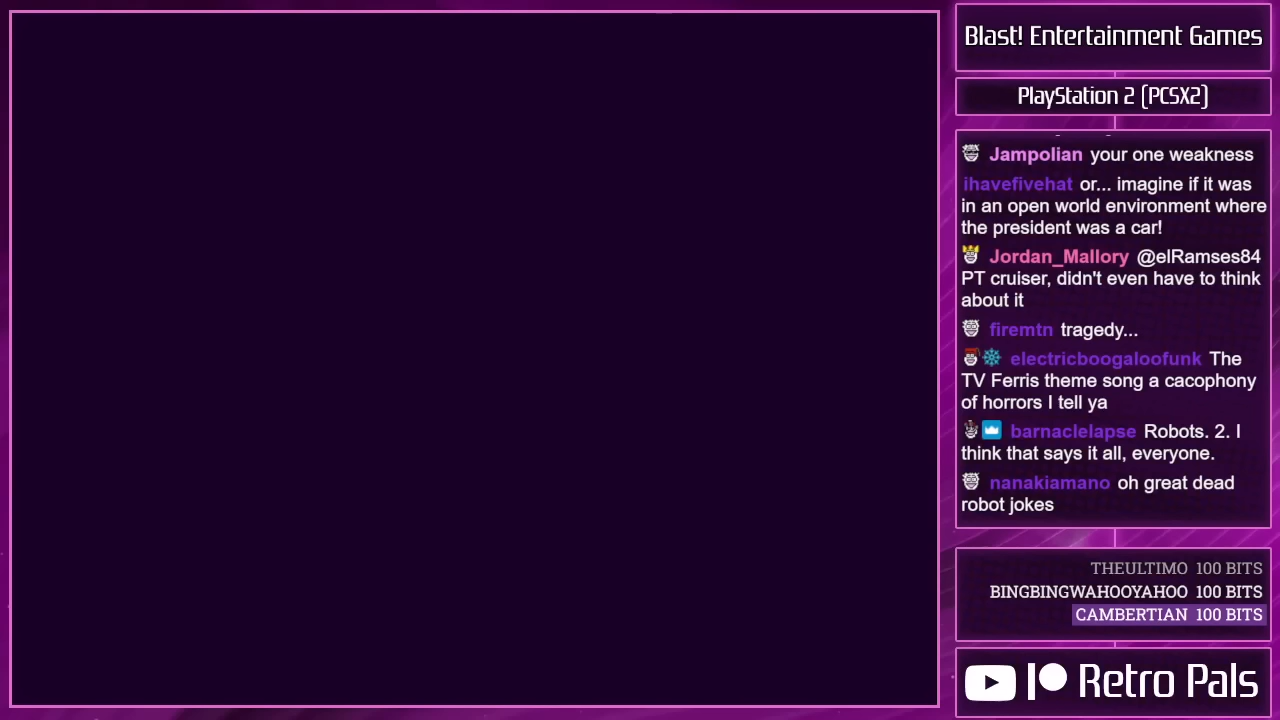 Blast! Entertainment Games
PlayStation 2 (PCSX2)
Jampolian your one weakness
ihavefivehat or... imagine if it was
in an open world environment where
the president was a car!
Jordan_Mallory @elRamses84
PT cruiser, didn't even have to think
about it
firemtn tragedy...
electricboogaloofunk The
TV Ferris theme song a cacophony
of horrors I tell ya
barnaclelapse Robots. 2. I
think that says it all, everyone.
nanakiamano oh great dead
robot jokes
THEULTIMO 100 BITS
BINGBINGWAHOOYAHOO 100 BITS
CAMBERTIAN 100 BITS
Retro Pals